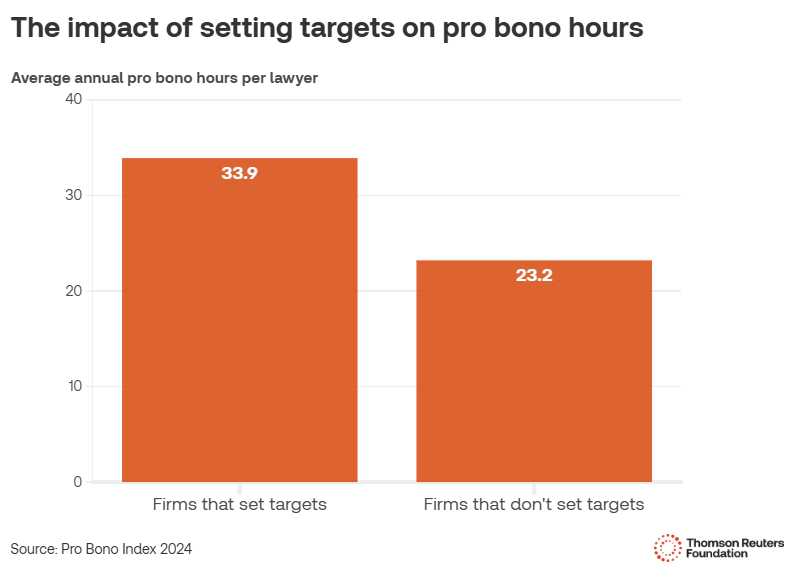 The impact of setting targets on pro bono hours
Average annual pro bono hours per lawyer
40
33.9
30
23.2
20
10
0
Firms that set targets
Firms that don't set targets
Source: Pro Bono Index 2024
Thomson Reuters
Foundation